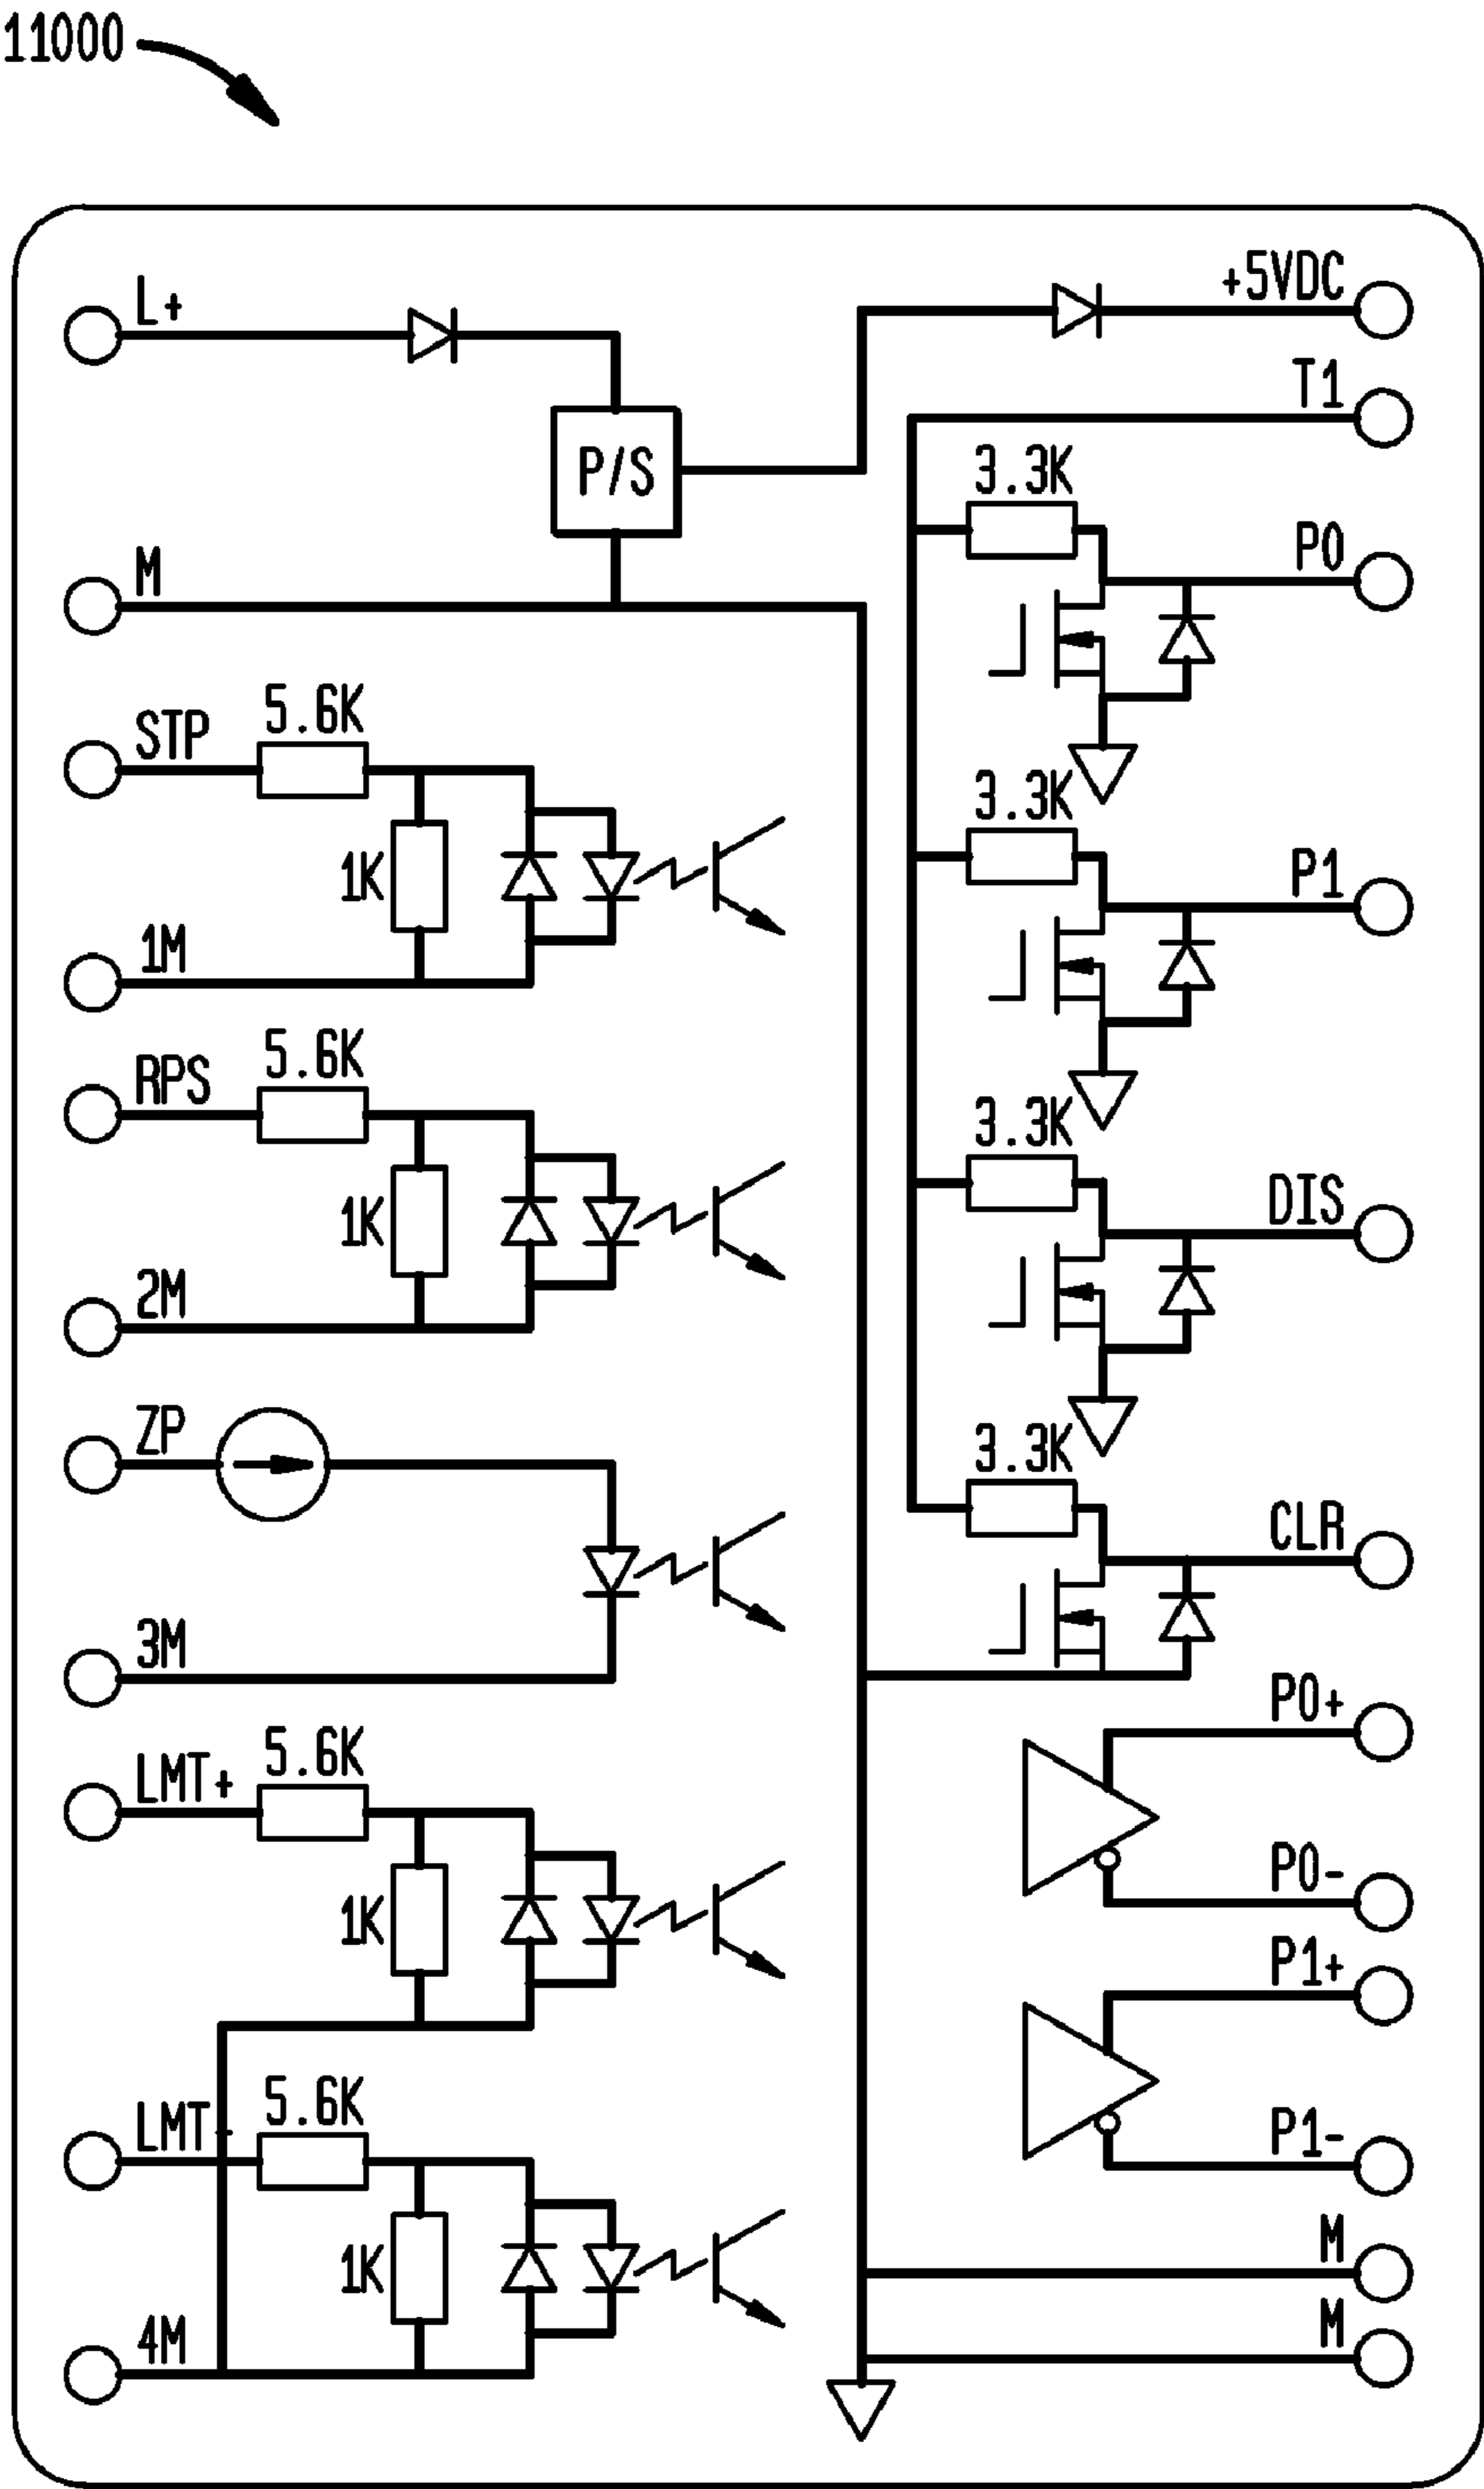 11000
L+
+5VDC
T1
P/S
3.3K
P0
M
STP
5.6K
1K
1M
3.3K
P1
RPS
5.6K
1K
2M
3.3K
DIS
ZP
3M
3.3K
CLR
LMT+
5.6K
1K
P0+
P0-
P1+
LMT-
5.6K
1K
P1-
4M
M
M